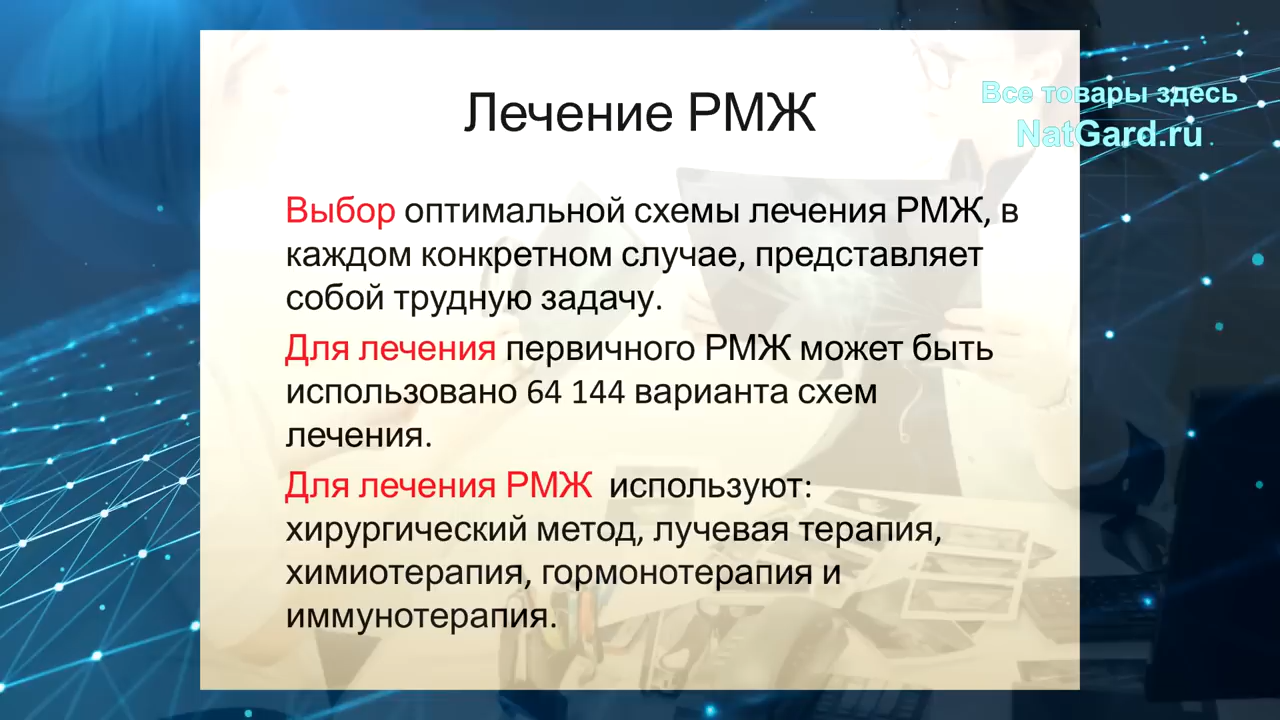 Лечение РМЖ
Все товары здесь
NatGard.ru
Выбор оптимальной схемы лечения РМЖ, в
каждом конкретном случае, представляет
собой трудную задачу.
Для лечения первичного РМЖ может быть
использовано 64 144 варианта схем
лечения.
Для лечения РМЖ используют:
хирургический метод, лучевая терапия,
химиотерапия, гормонотерапия и
иммунотерапия.